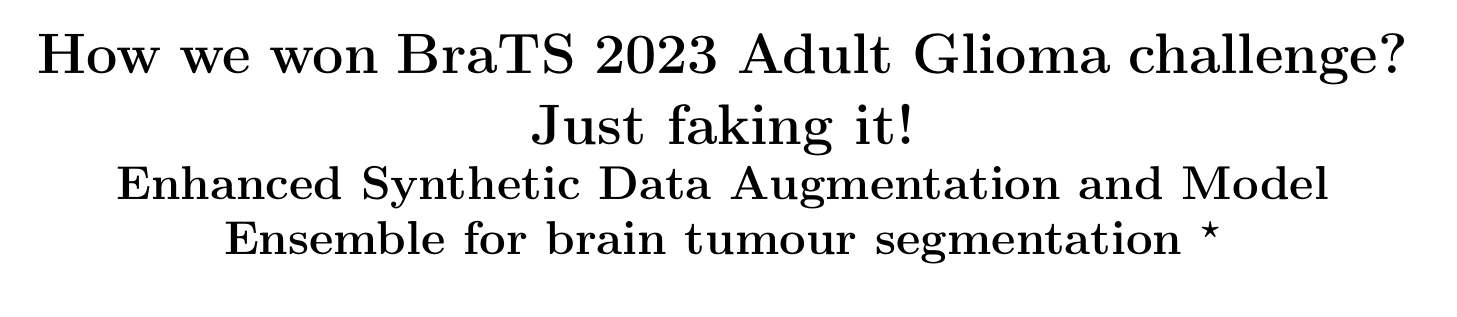 How we won BraTS 2023 Adult Glioma challenge?
Just faking it!
Enhanced Synthetic Data Augmentation and Model
Ensemble for brain tumour segmentation ⋆